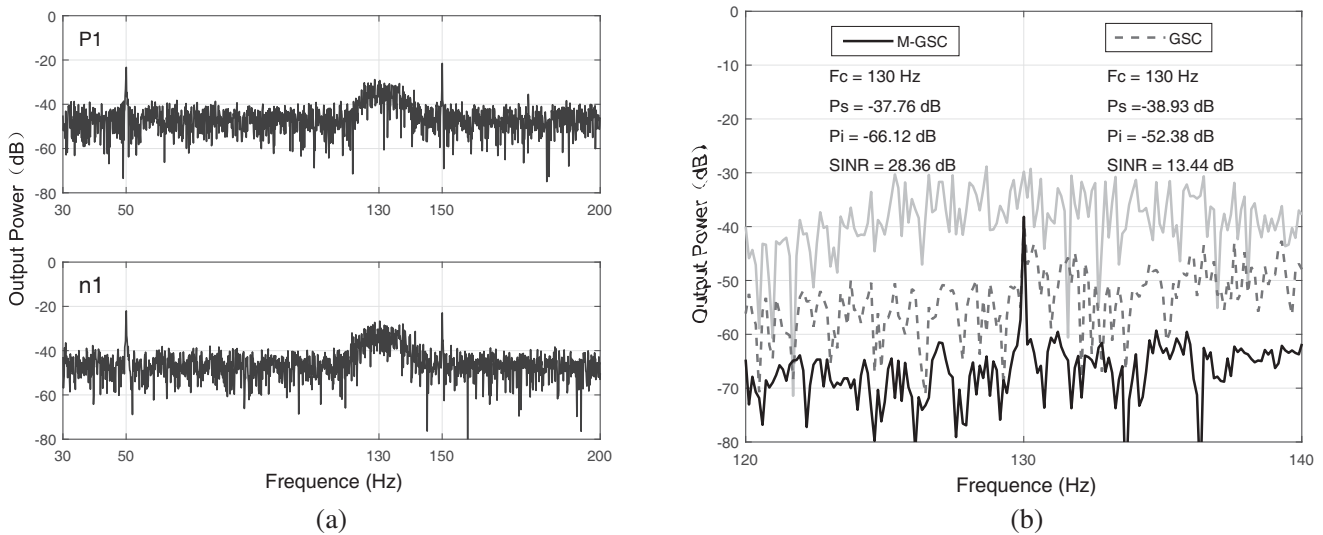 P1
0
-20
-40
-60
-80
30
50
130
150
200
n1
0
-20
-40
-60
-80
30
50
130
150
200
Output Power（dB）
Frequence (Hz)
(a)
0
-10
-20
-30
-40
-50
-60
-70
-80
Output Power（dB）
M-GSC
Fc = 130 Hz
Ps = -37.76 dB
Pi = -66.12 dB
SINR = 28.36 dB
GSC
Fc = 130 Hz
Ps =-38.93 dB
Pi = -52.38 dB
SINR = 13.44 dB
120
130
140
Frequence (Hz)
(b)